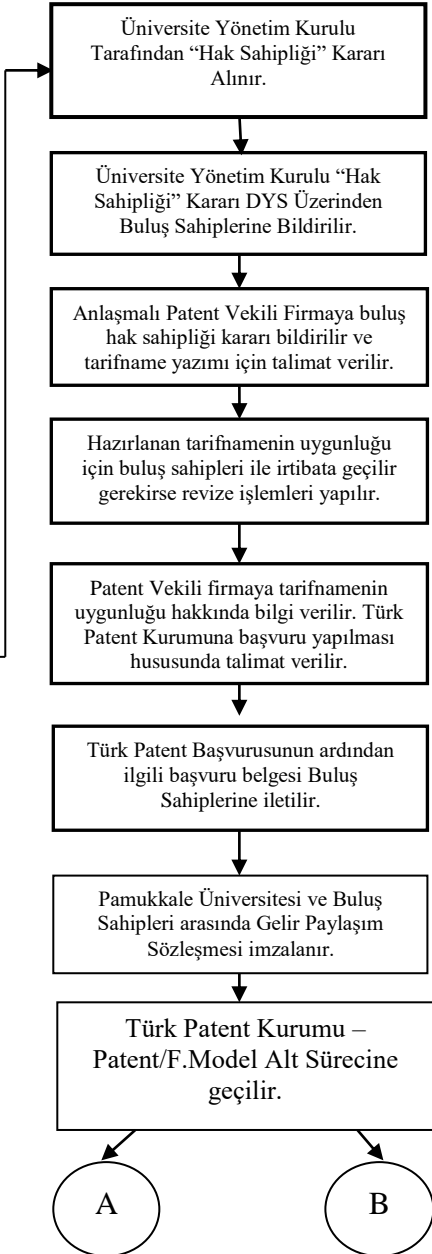 Üniversite Yönetim Kurulu
Tarafından “Hak Sahipliği” Kararı
Alınır.
Üniversite Yönetim Kurulu “Hak
Sahipliği” Kararı DYS Üzerinden
Buluş Sahiplerine Bildirilir.
Anlaşmalı Patent Vekili Firmaya buluş
hak sahipliği kararı bildirilir ve
tarifname yazımı için talimat verilir.
Hazırlanan tarifnamenin uygunluğu
için buluş sahipleri ile irtibata geçilir
gerekirse revize işlemleri yapılır.
Patent Vekili firmaya tarifnamenin
uygunluğu hakkında bilgi verilir. Türk
Patent Kurumuna başvuru yapılması
hususunda talimat verilir.
Türk Patent Başvurusunun ardından
ilgili başvuru belgesi Buluş
Sahiplerine iletilir.
Pamukkale Üniversitesi ve Buluş
Sahipleri arasında Gelir Paylaşım
Sözleşmesi imzalanır.
Türk Patent Kurumu –
Patent/F.Model Alt Sürecine
geçilir.
A
B